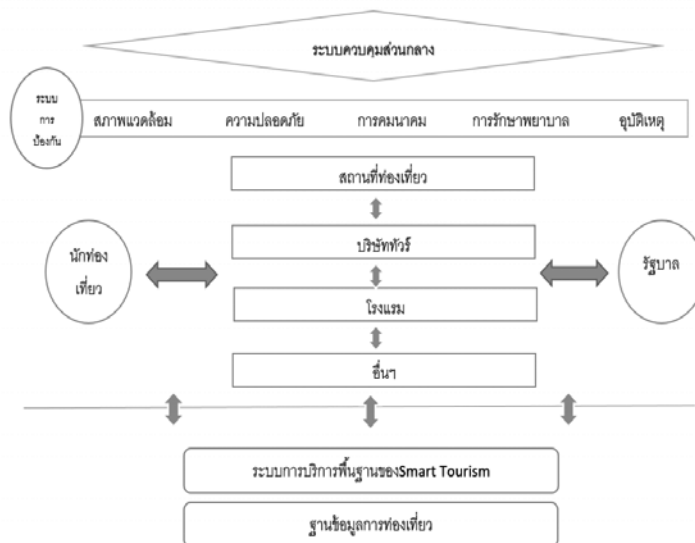 ระบบควบคุมส่วนกลาง
ระบบ
การ
ป้องกัน
สภาพแวดล้อม ความปลอดภัย การคมนาคม การรักษาพยาบาล อุบัติเหตุ
สถานที่ท่องเที่ยว
นักท่อง
เที่ยว
บริษัททัวร์
โรงแรม
อื่นๆ
รัฐบาล
ระบบการบริการพื้นฐานของSmart Tourism
ฐานข้อมูลการท่องเที่ยว